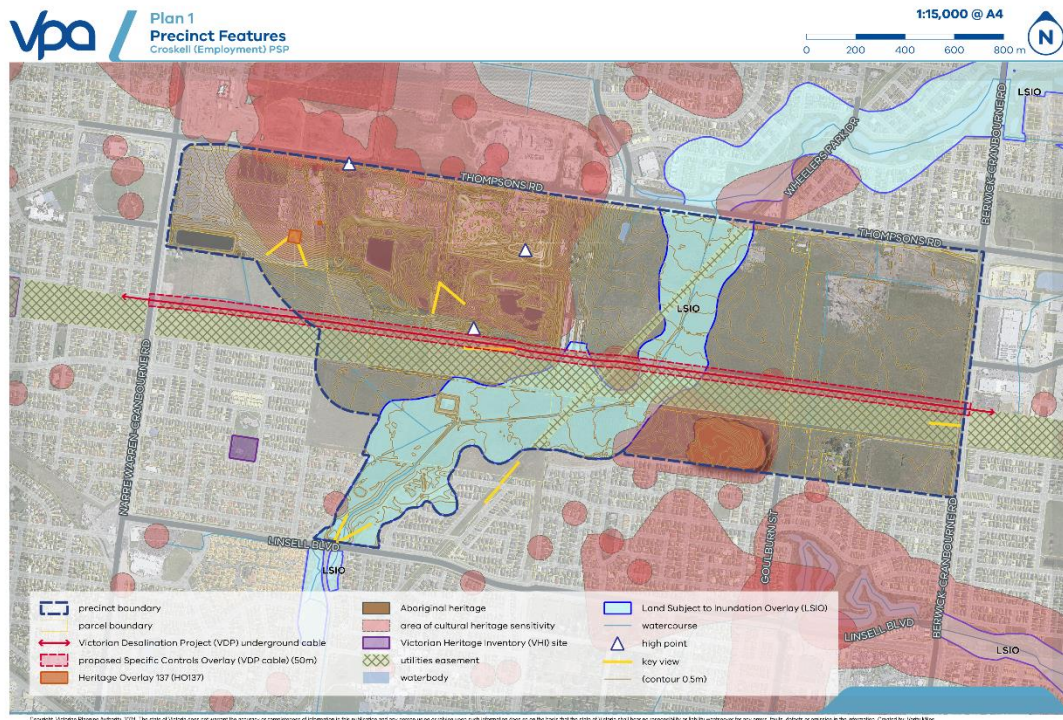 vpa
Plan 1
Precinct Features
Croskell (Employment) PSP
1:15,000 @ A4
0 200 400 600 800 m
N
LSIO
BERWICK-CRANBOURNE RD
WHEELERS PARK DR
THOMPSONS RD
THOMPSONS RD
LSIO
NARRE WARREN-CRANBOURNE RD
LINSELL BLVD
LSIO
GOULBURN ST
BERWICK-CRANBOURNE RD
LINSELL BLVD
LSIO
precinct boundary
parcel boundary
Victorian Desalination Project (VDP) underground cable
proposed Specific Controls Overlay (VDP cable) (50m)
Heritage Overlay 137 (HO137)
Aboriginal heritage
area of cultural heritage sensitivity
Victorian Heritage Inventory (VHI) site
utilities easement
waterbody
Land Subject to Inundation Overlay (LSIO)
watercourse
high point
key view
(contour 0.5m)